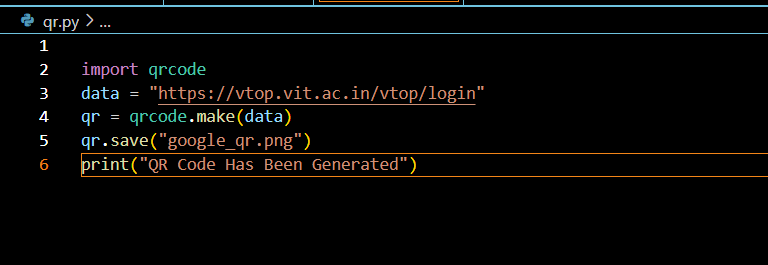 qr.py > ...
1
2 import qrcode
3 data = "https://vtop.vit.ac.in/vtop/login"
4 qr = qrcode.make(data)
5 qr.save("google_qr.png")
6 print("QR Code Has Been Generated")